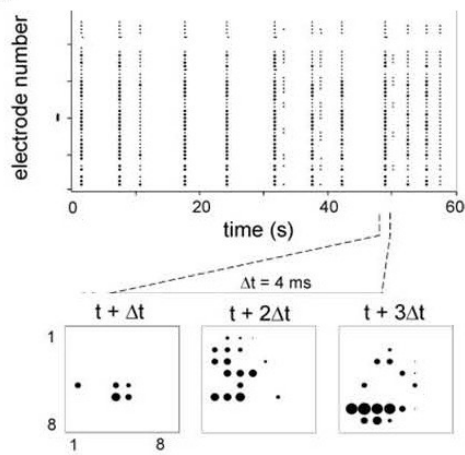 electrode number
0 20 40 60
time (s)
Δt = 4 ms
t + Δt t + 2Δt t + 3Δt
1
8
1 8